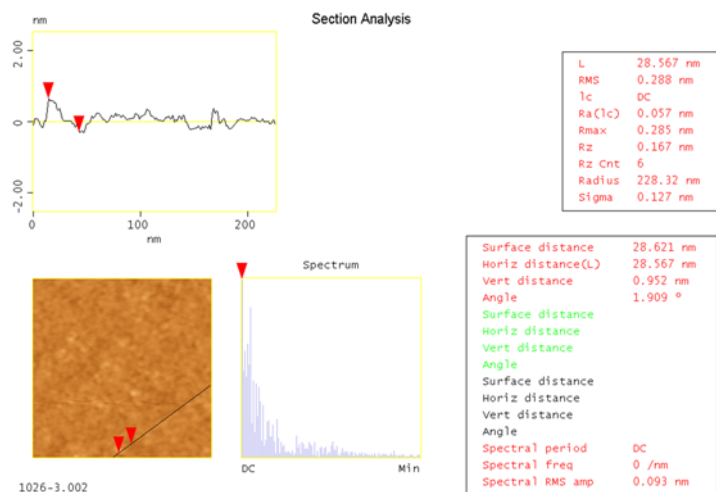 Section Analysis
nm
2.00
0
-2.00
0 100 200
nm
L 28.567 nm
RMS 0.288 nm
lc DC
Ra(lc) 0.057 nm
Rmax 0.285 nm
Rz 0.167 nm
Rz Cnt 6
Radius 228.32 nm
Sigma 0.127 nm
Spectrum
DC Min
Surface distance 28.621 nm
Horiz distance(L) 28.567 nm
Vert distance 0.952 nm
Angle 1.909 º
Surface distance
Horiz distance
Vert distance
Angle
Surface distance
Horiz distance
Vert distance
Angle
Spectral period DC
Spectral freq 0 /nm
Spectral RMS amp 0.093 nm
1026-3.002